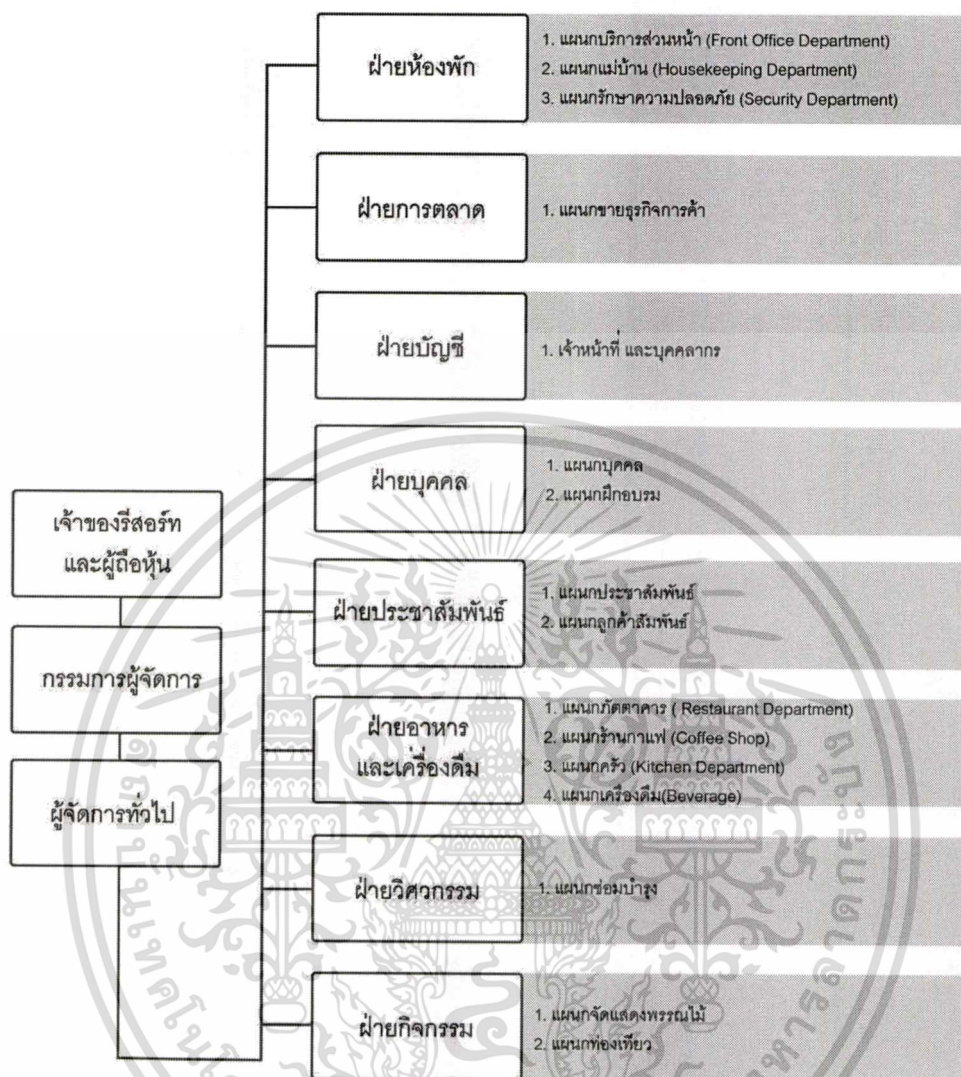 ฝ่ายห้องพัก
1. แผนกบริการส่วนหน้า (Front Office Department)
2. แผนกแม่บ้าน (Housekeeping Department)
3. แผนกรักษาความปลอดภัย (Security Department)
ฝ่ายการตลาด
1. แผนกขายธุรกิจการค้า
ฝ่ายบัญชี
1. เจ้าหน้าที่ และบุคคลากร
ฝ่ายบุคคล
1. แผนกบุคคล
2. แผนกฝึกอบรม
เจ้าของรีสอร์ท
และผู้ถือหุ้น
กรรมการผู้จัดการ
ผู้จัดการทั่วไป
ฝ่ายประชาสัมพันธ์
1. แผนกประชาสัมพันธ์
2. แผนกลูกค้าสัมพันธ์
ฝ่ายอาหาร
และเครื่องดื่ม
1. แผนกภัตตาคาร ( Restaurant Department)
2. แผนกร้านกาแฟ (Coffee Shop)
3. แผนกครัว (Kitchen Department)
4. แผนกเครื่องดื่ม(Beverage)
ฝ่ายวิศวกรรม
1. แผนกซ่อมบำรุง
ฝ่ายกิจกรรม
1. แผนกจัดแสดงพรรณไม้
2. แผนกท่องเที่ยว